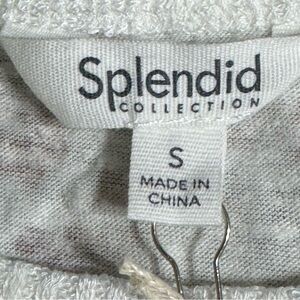 Splendid
COLLECTION
S
MADE IN
CHINA